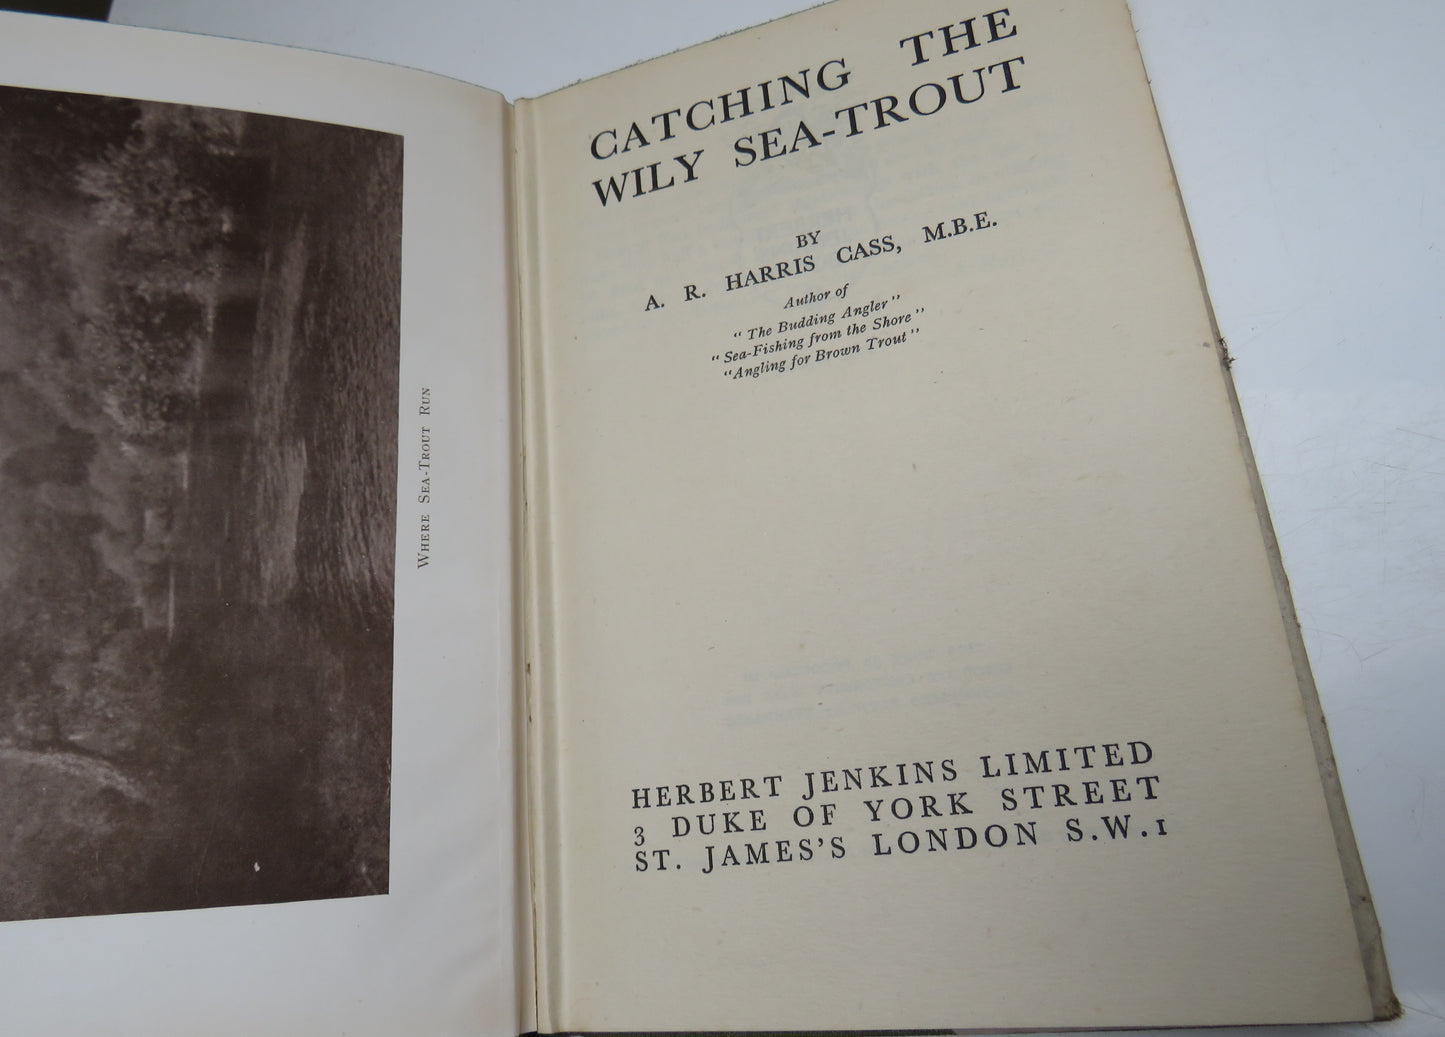 WHERE SEA-TROUT RUN
CATCHING THE
WILY SEA-TROUT
BY
A. R. HARRIS CASS, M.B.E.
Author of
“ The Budding Angler ”
“ Sea-Fishing from the Shore ”
“Angling for Brown Trout ”
HERBERT JENKINS LIMITED
3 DUKE OF YORK STREET
ST. JAMES’S LONDON S.W.1